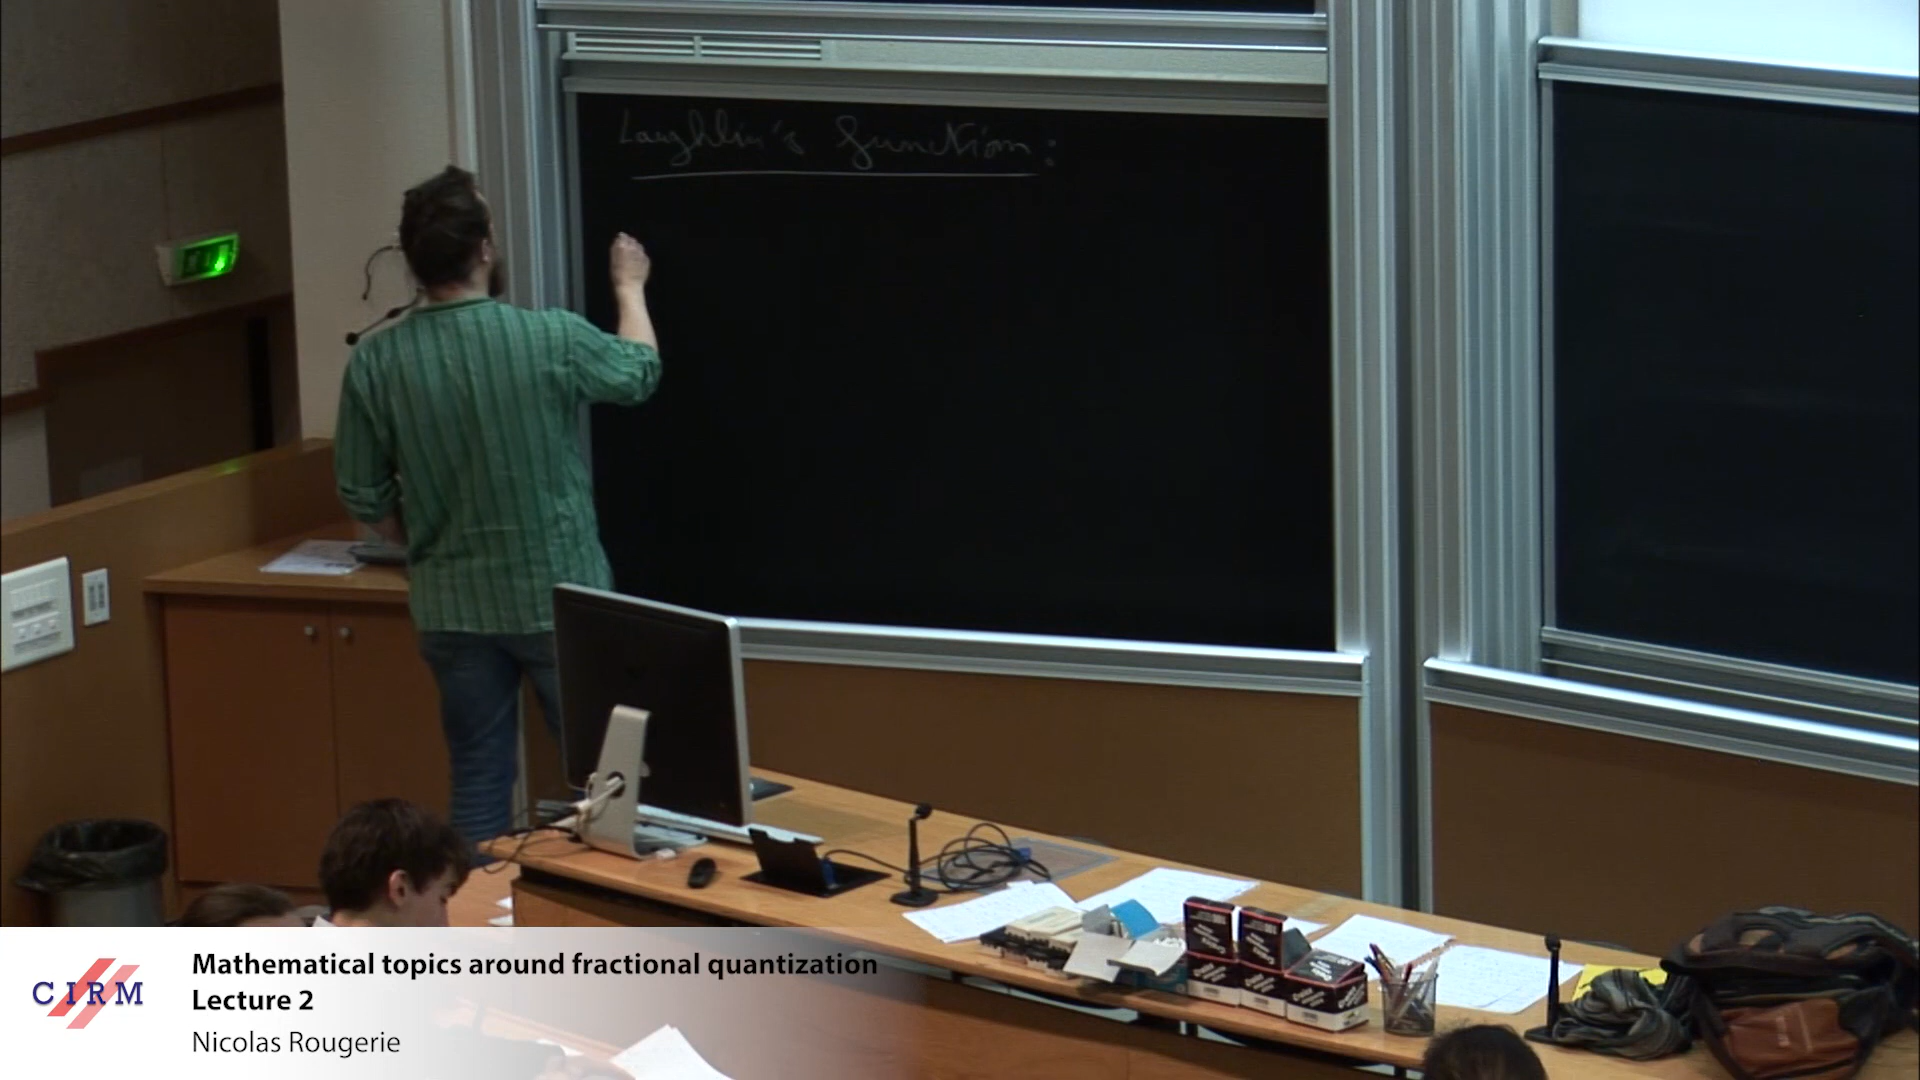 Laughlin's function:
CIRM
Mathematical topics around fractional quantization
Lecture 2
Nicolas Rougerie